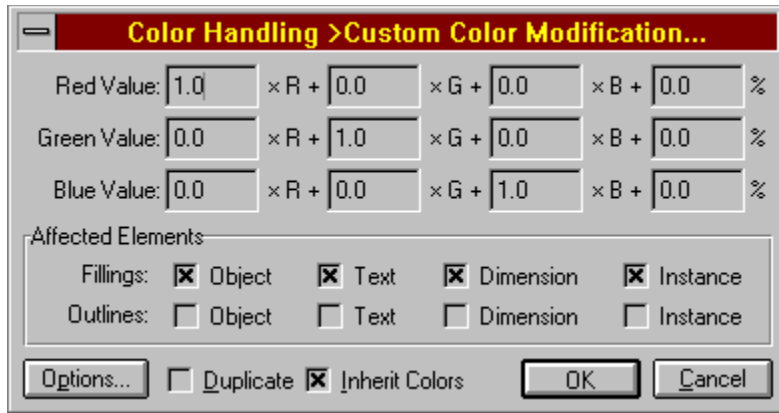 Color Handling >Custom Color Modification...
Red Value: 1.0 × R + 0.0 × G + 0.0 × B + 0.0 %
Green Value: 0.0 × R + 1.0 × G + 0.0 × B + 0.0 %
Blue Value: 0.0 × R + 0.0 × G + 1.0 × B + 0.0 %
Affected Elements
Fillings: Object Text Dimension Instance
Outlines: Object Text Dimension Instance
Options... Duplicate Inherit Colors OK Cancel